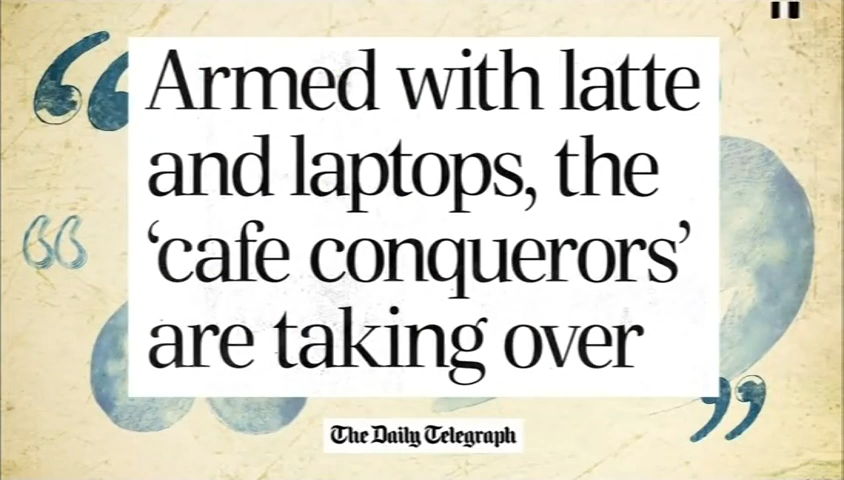 Armed with latte
and laptops, the
‘cafe conquerors’
are taking over
The Daily Telegraph